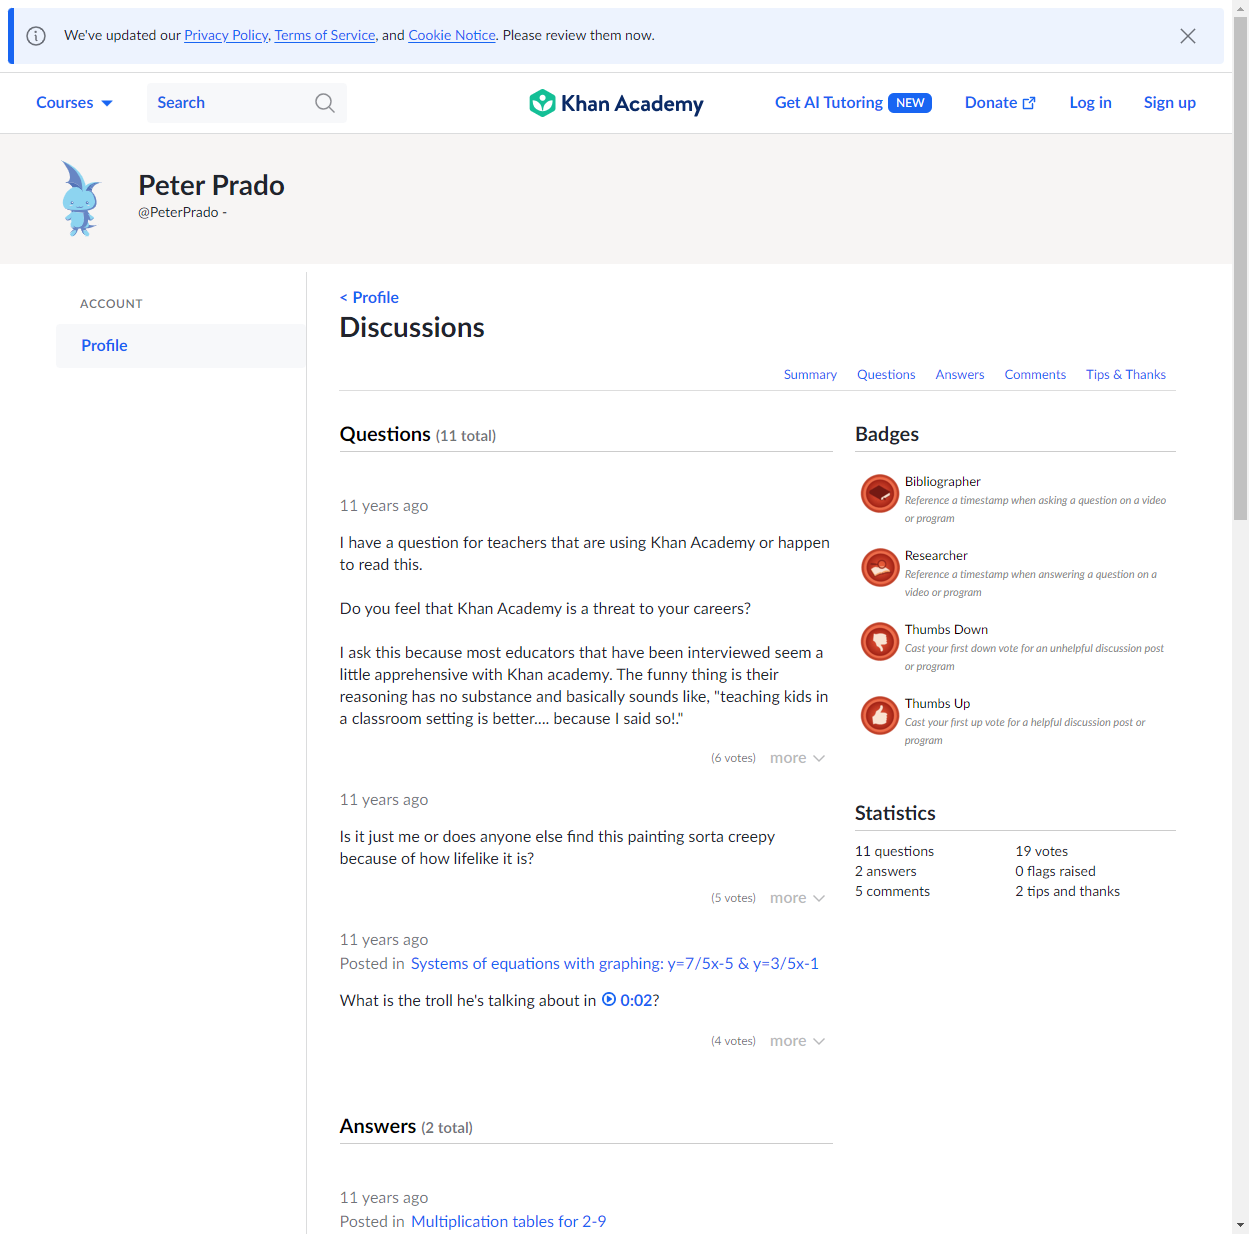 We've updated our Privacy Policy, Terms of Service, and Cookie Notice. Please review them now.
Courses
Search
Khan Academy
Get AI Tutoring NEW
Donate
Log in
Sign up
Peter Prado
@PeterPrado -
ACCOUNT
Profile
< Profile
Discussions
Summary
Questions
Answers
Comments
Tips & Thanks
Questions (11 total)
11 years ago
I have a question for teachers that are using Khan Academy or happen
to read this.
Do you feel that Khan Academy is a threat to your careers?
I ask this because most educators that have been interviewed seem a
little apprehensive with Khan academy. The funny thing is their
reasoning has no substance and basically sounds like, "teaching kids in
a classroom setting is better.... because I said so!."
(6 votes) more
11 years ago
Is it just me or does anyone else find this painting sorta creepy
because of how lifelike it is?
(5 votes) more
11 years ago
Posted in Systems of equations with graphing: y=7/5x-5 & y=3/5x-1
What is the troll he's talking about in 0:02?
(4 votes) more
Answers (2 total)
11 years ago
Posted in Multiplication tables for 2-9
Badges
Bibliographer
Reference a timestamp when asking a question on a video
or program
Researcher
Reference a timestamp when answering a question on a
video or program
Thumbs Down
Cast your first down vote for an unhelpful discussion post
or program
Thumbs Up
Cast your first up vote for a helpful discussion post or
program
Statistics
11 questions
2 answers
5 comments
19 votes
0 flags raised
2 tips and thanks